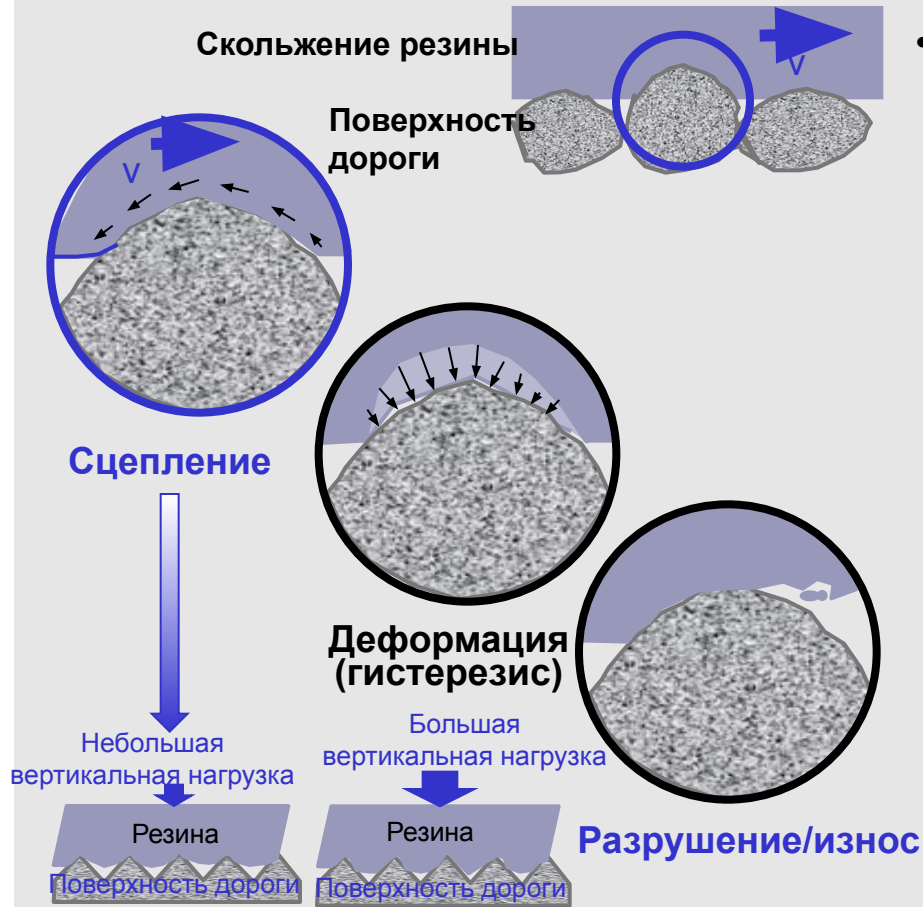 Скольжение резины
•
V
Поверхность
дороги
V
Сцепление
Деформация
(гистерезис)
Небольшая
вертикальная нагрузка
Большая
вертикальная нагрузка
Резина
Резина
Разрушение/износ
Поверхность дороги
Поверхность дороги